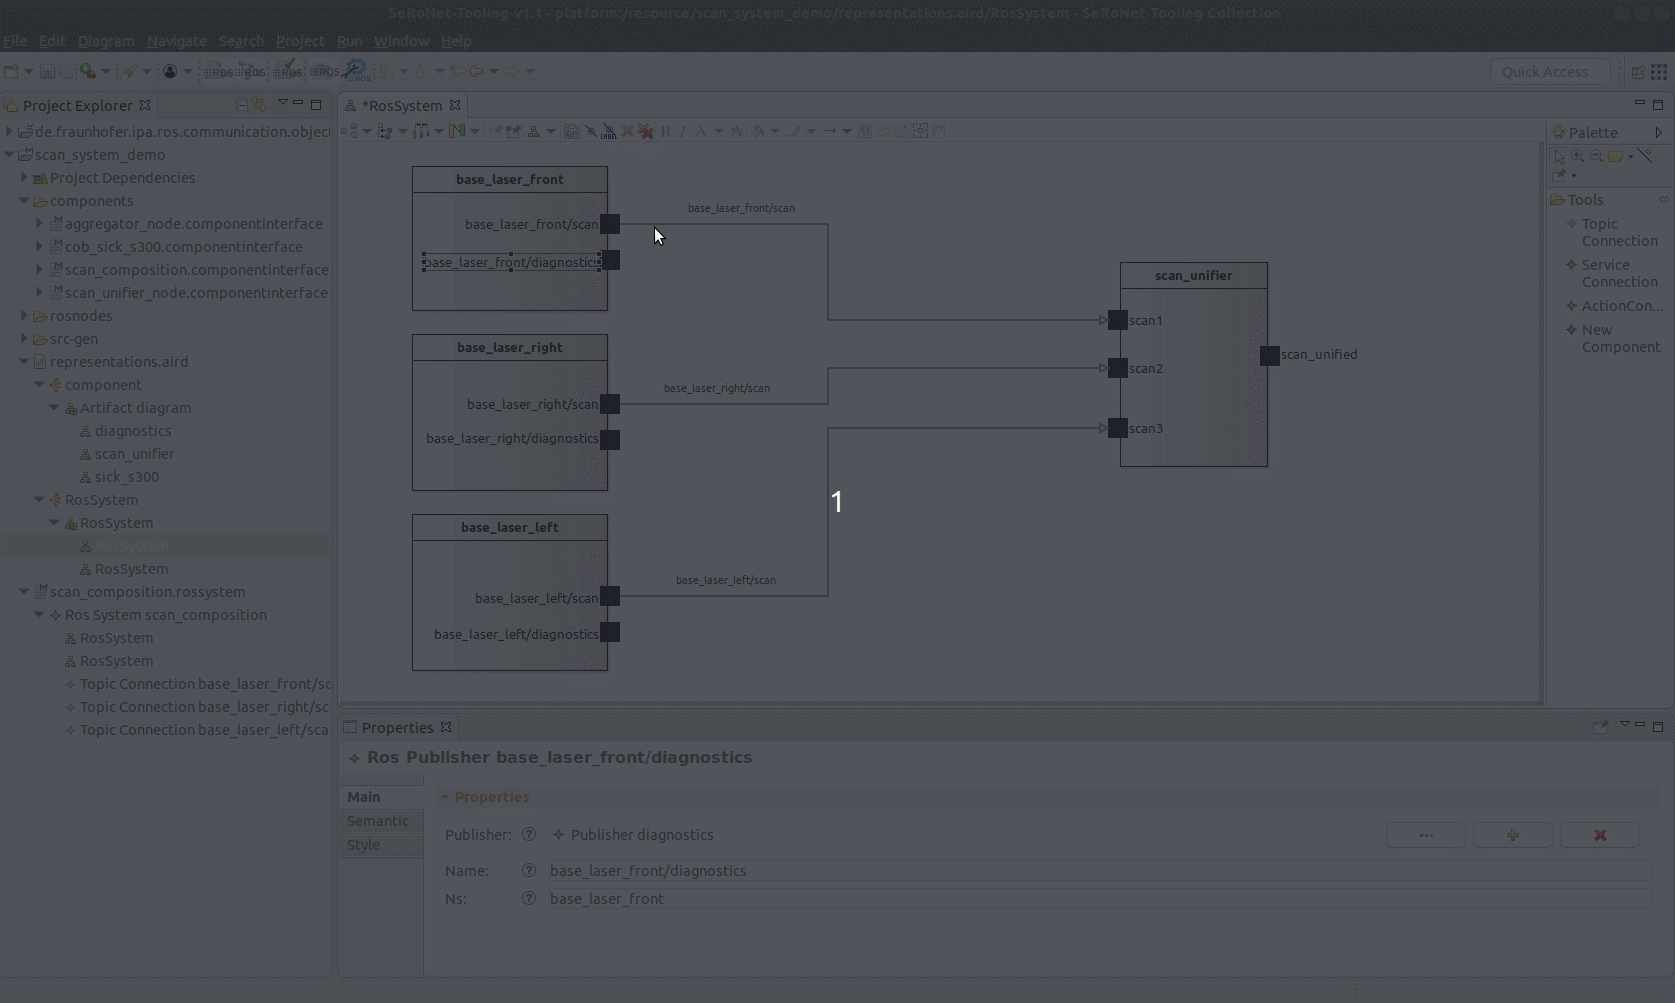 SeRoNet-Tooling-v1.1 - platform:/resource/scan_system_demo/representations.aird/RosSystem - SeRoNet Tooling Collection
File Edit Diagram Navigate Search Project Run Window Help
Quick Access
Project Explorer
de.fraunhofer.ipa.ros.communication.objec
scan_system_demo
Project Dependencies
components
aggregator_node.componentinterface
cob_sick_s300.componentinterface
scan_composition.componentinterface
scan_unifier_node.componentinterface
rosnodes
src-gen
representations.aird
component
Artifact diagram
diagnostics
scan_unifier
sick_s300
RosSystem
RosSystem
RosSystem
RosSystem
scan_composition.rossystem
Ros System scan_composition
RosSystem
RosSystem
Topic Connection base_laser_front/sc
Topic Connection base_laser_right/sc
Topic Connection base_laser_left/sca
*RosSystem
base_laser_front
base_laser_front/scan
base_laser_front/diagnostics
base_laser_front/scan
base_laser_right
base_laser_right/scan
base_laser_right/diagnostics
base_laser_right/scan
base_laser_left
base_laser_left/scan
base_laser_left/diagnostics
base_laser_left/scan
scan_unifier
scan1
scan2
scan3
scan_unified
1
Palette
Tools
Topic
Connection
Service
Connection
ActionCon...
New
Component
Properties
Ros Publisher base_laser_front/diagnostics
Main
Semantic
Style
Properties
Publisher: Publisher diagnostics
Name: base_laser_front/diagnostics
Ns: base_laser_front